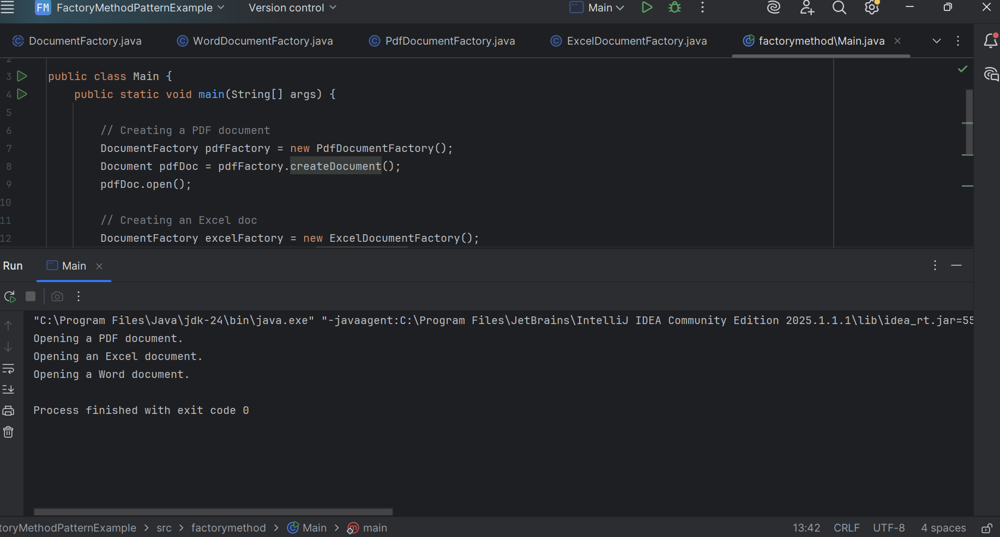 FM FactoryMethodPatternExample Version control Main
DocumentFactory.java WordDocumentFactory.java PdfDocumentFactory.java ExcelDocumentFactory.java factorymethod\Main.java
2
3 public class Main {
4 public static void main(String[] args) {
5
6 // Creating a PDF document
7 DocumentFactory pdfFactory = new PdfDocumentFactory();
8 Document pdfDoc = pdfFactory.createDocument();
9 pdfDoc.open();
10
11 // Creating an Excel doc
12 DocumentFactory excelFactory = new ExcelDocumentFactory();
Run Main
"C:\Program Files\Java\jdk-24\bin\java.exe" "-javaagent:C:\Program Files\JetBrains\IntelliJ IDEA Community Edition 2025.1.1.1\lib\idea_rt.jar=55
Opening a PDF document.
Opening an Excel document.
Opening a Word document.
Process finished with exit code 0
toryMethodPatternExample > src > factorymethod > Main > main 13:42 CRLF UTF-8 4 spaces